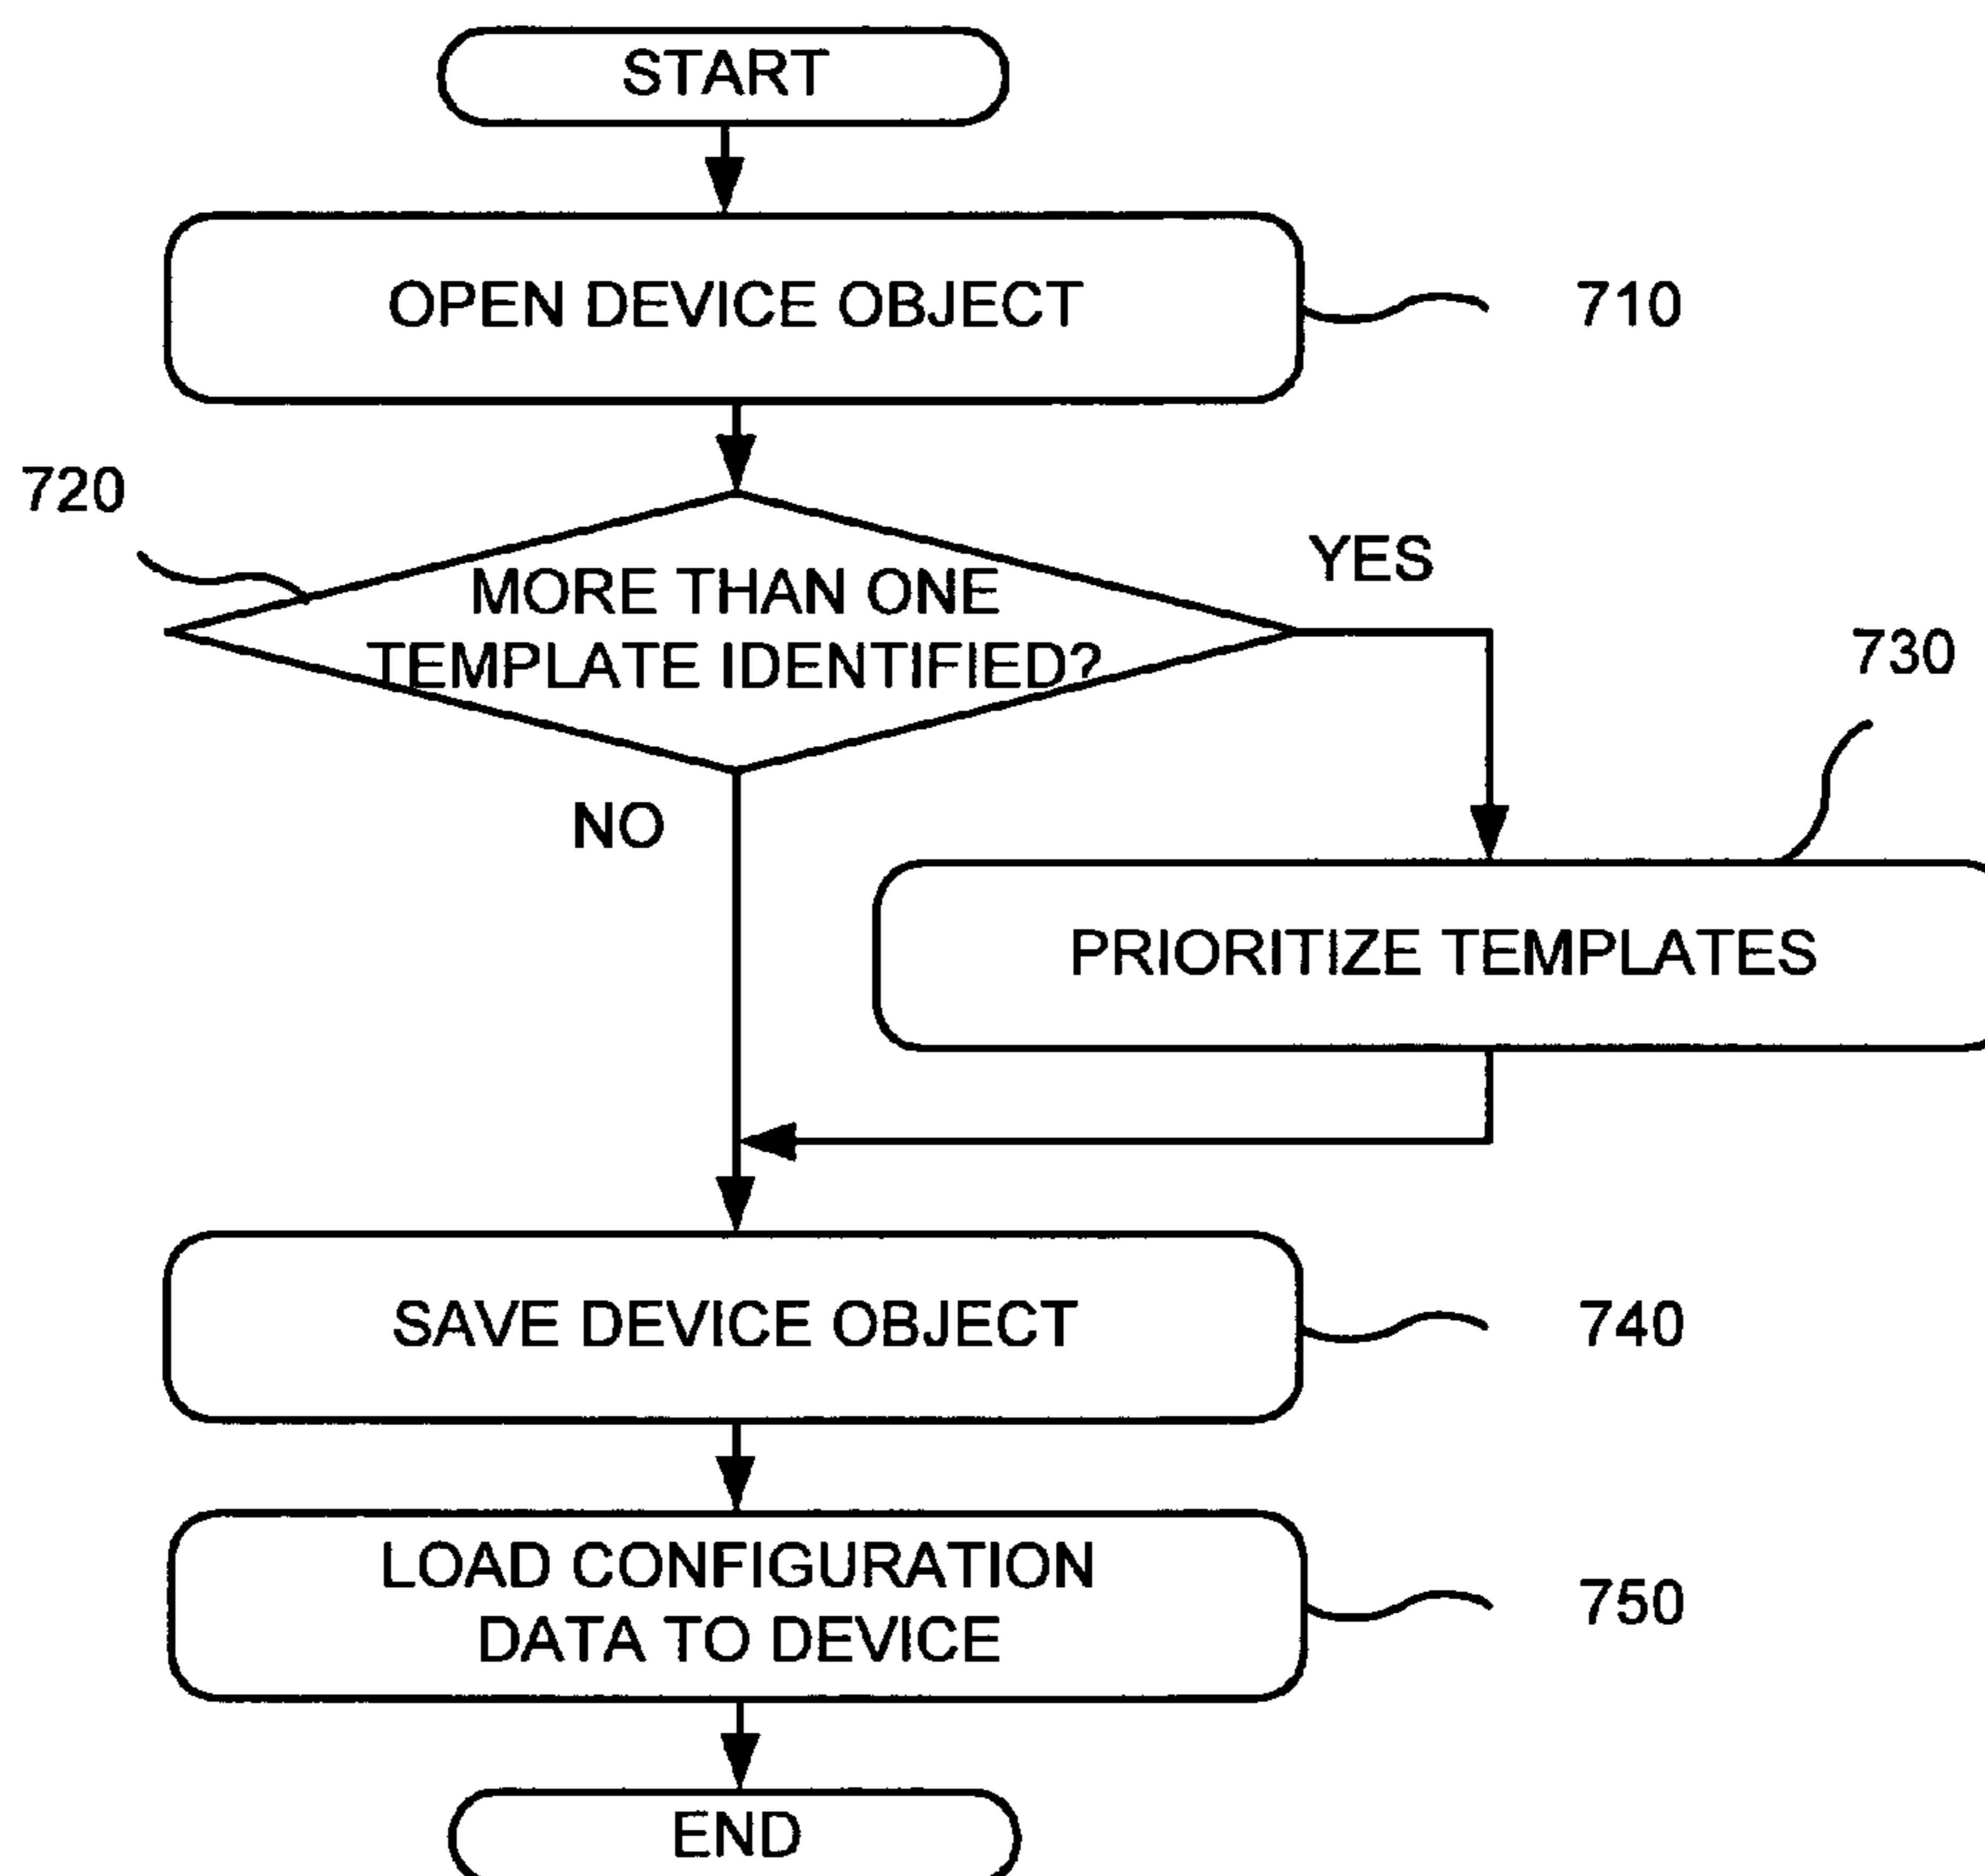 START
OPEN DEVICE OBJECT
710
720
MORE THAN ONE
TEMPLATE IDENTIFIED?
YES
730
NO
PRIORITIZE TEMPLATES
SAVE DEVICE OBJECT
740
LOAD CONFIGURATION
DATA TO DEVICE
750
END